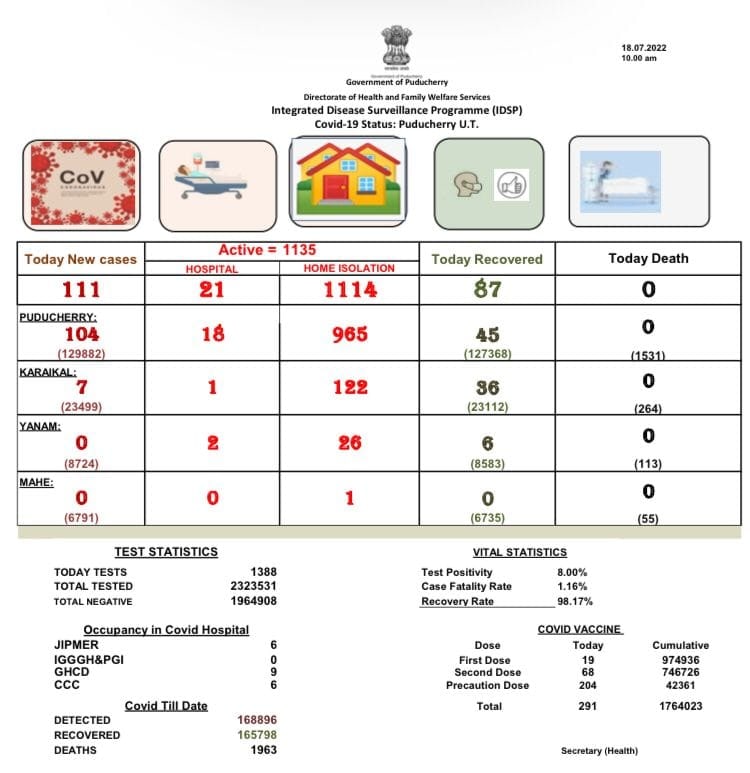 18.07.2022
10.00 am
Government of Puducherry
Directorate of Health and Family Welfare Services
Integrated Disease Surveillance Programme (IDSP)
Covid-19 Status: Puducherry U.T.
CoV
CORONAVIRUS
Today New cases
Active = 1135
HOSPITAL
HOME ISOLATION
Today Recovered
Today Death
111 21 1114 87 0
PUDUCHERRY:
104 18 965 45 0
(129882) (127368) (1531)
KARAIKAL:
7 1 122 36 0
(23499) (23112) (264)
YANAM:
0 2 26 6 0
(8724) (8583) (113)
MAHE:
0 0 1 0 0
(6791) (6735) (55)
TEST STATISTICS
TODAY TESTS 1388
TOTAL TESTED 2323531
TOTAL NEGATIVE 1964908
VITAL STATISTICS
Test Positivity 8.00%
Case Fatality Rate 1.16%
Recovery Rate 98.17%
Occupancy in Covid Hospital
JIPMER 6
IGGGH&PGI 0
GHCD 9
CCC 6
COVID VACCINE
Dose Today Cumulative
First Dose 19 974936
Second Dose 68 746726
Precaution Dose 204 42361
Total 291 1764023
Covid Till Date
DETECTED 168896
RECOVERED 165798
DEATHS 1963
Secretary (Health)